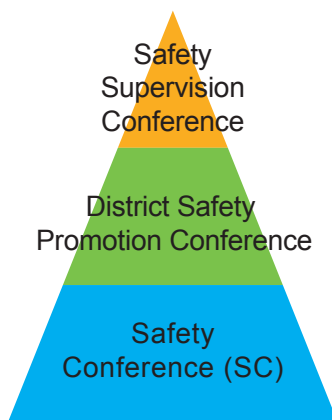 Safety
Supervision
Conference
District Safety
Promotion Conference
Safety
Conference (SC)